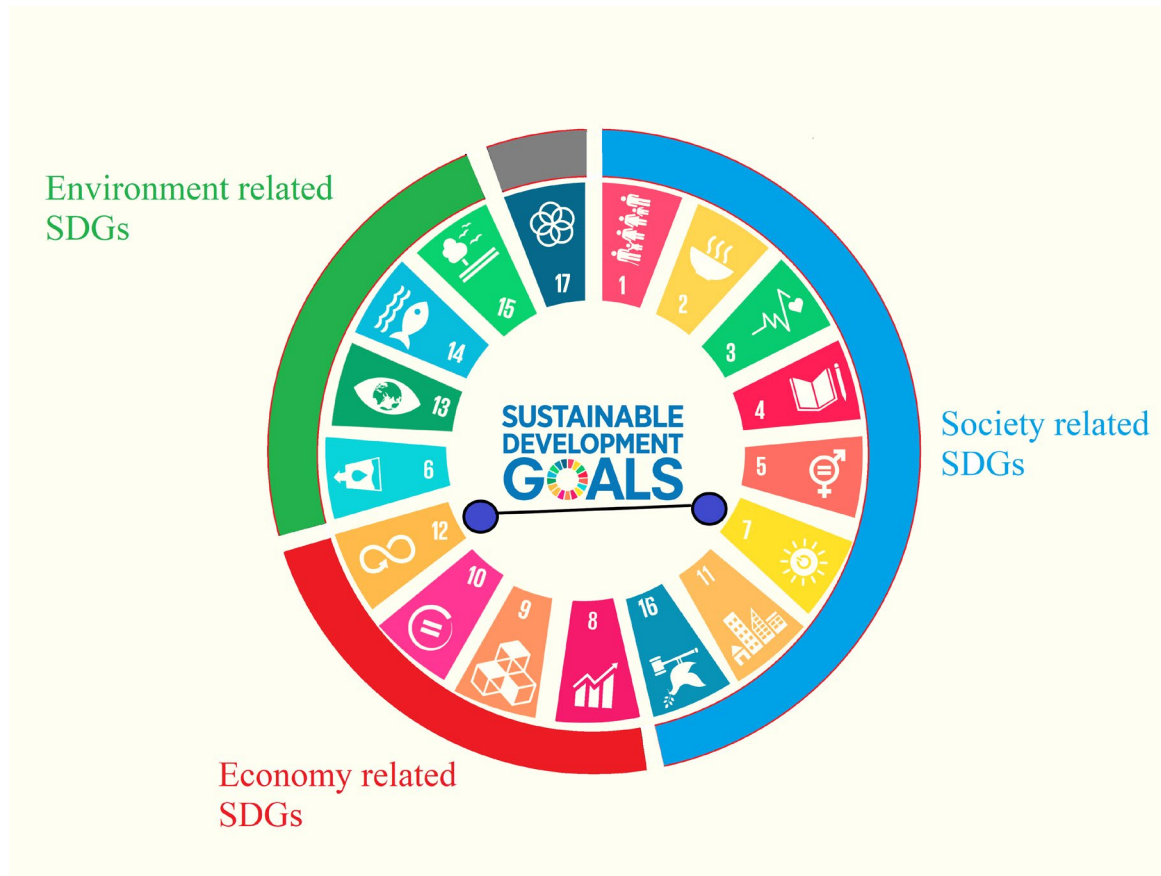 Environment related
SDGs
17
1
2
3
4
5
7
11
16
8
9
10
12
6
13
14
15
SUSTAINABLE
DEVELOPMENT
GOALS
Society related
SDGs
Economy related
SDGs